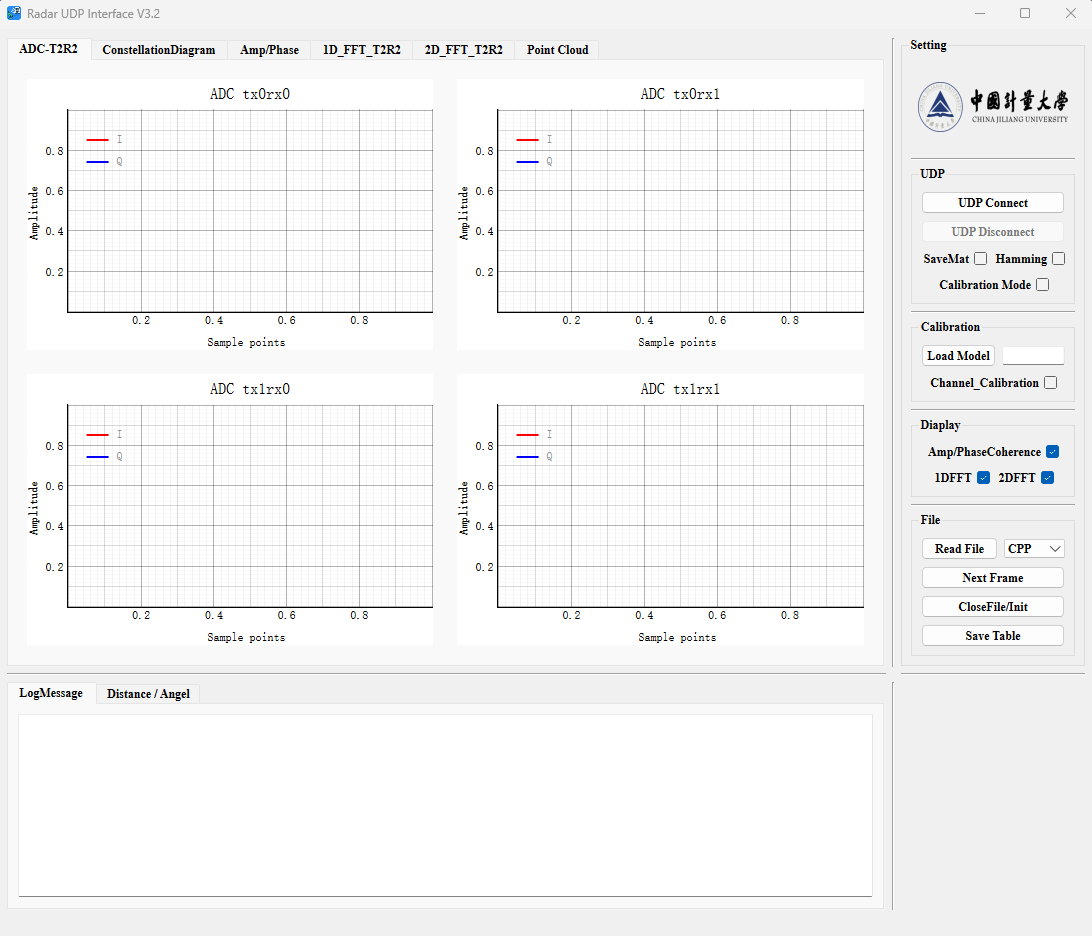 Radar UDP Interface V3.2
ADC-T2R2 ConstellationDiagram Amp/Phase 1D_FFT_T2R2 2D_FFT_T2R2 Point Cloud
ADC tx0rx0
I
Q
0.8
0.6
0.4
0.2
Amplitude
0.2 0.4 0.6 0.8
Sample points
ADC tx0rx1
I
Q
0.8
0.6
0.4
0.2
Amplitude
0.2 0.4 0.6 0.8
Sample points
ADC tx1rx0
I
Q
0.8
0.6
0.4
0.2
Amplitude
0.2 0.4 0.6 0.8
Sample points
ADC tx1rx1
I
Q
0.8
0.6
0.4
0.2
Amplitude
0.2 0.4 0.6 0.8
Sample points
LogMessage Distance / Angel
Setting
中國計量大學
CHINA JILIANG UNIVERSITY
UDP
UDP Connect
UDP Disconnect
SaveMat Hamming
Calibration Mode
Calibration
Load Model
Channel_Calibration
Diaplay
Amp/PhaseCoherence
1DFFT 2DFFT
File
Read File CPP
Next Frame
CloseFile/Init
Save Table